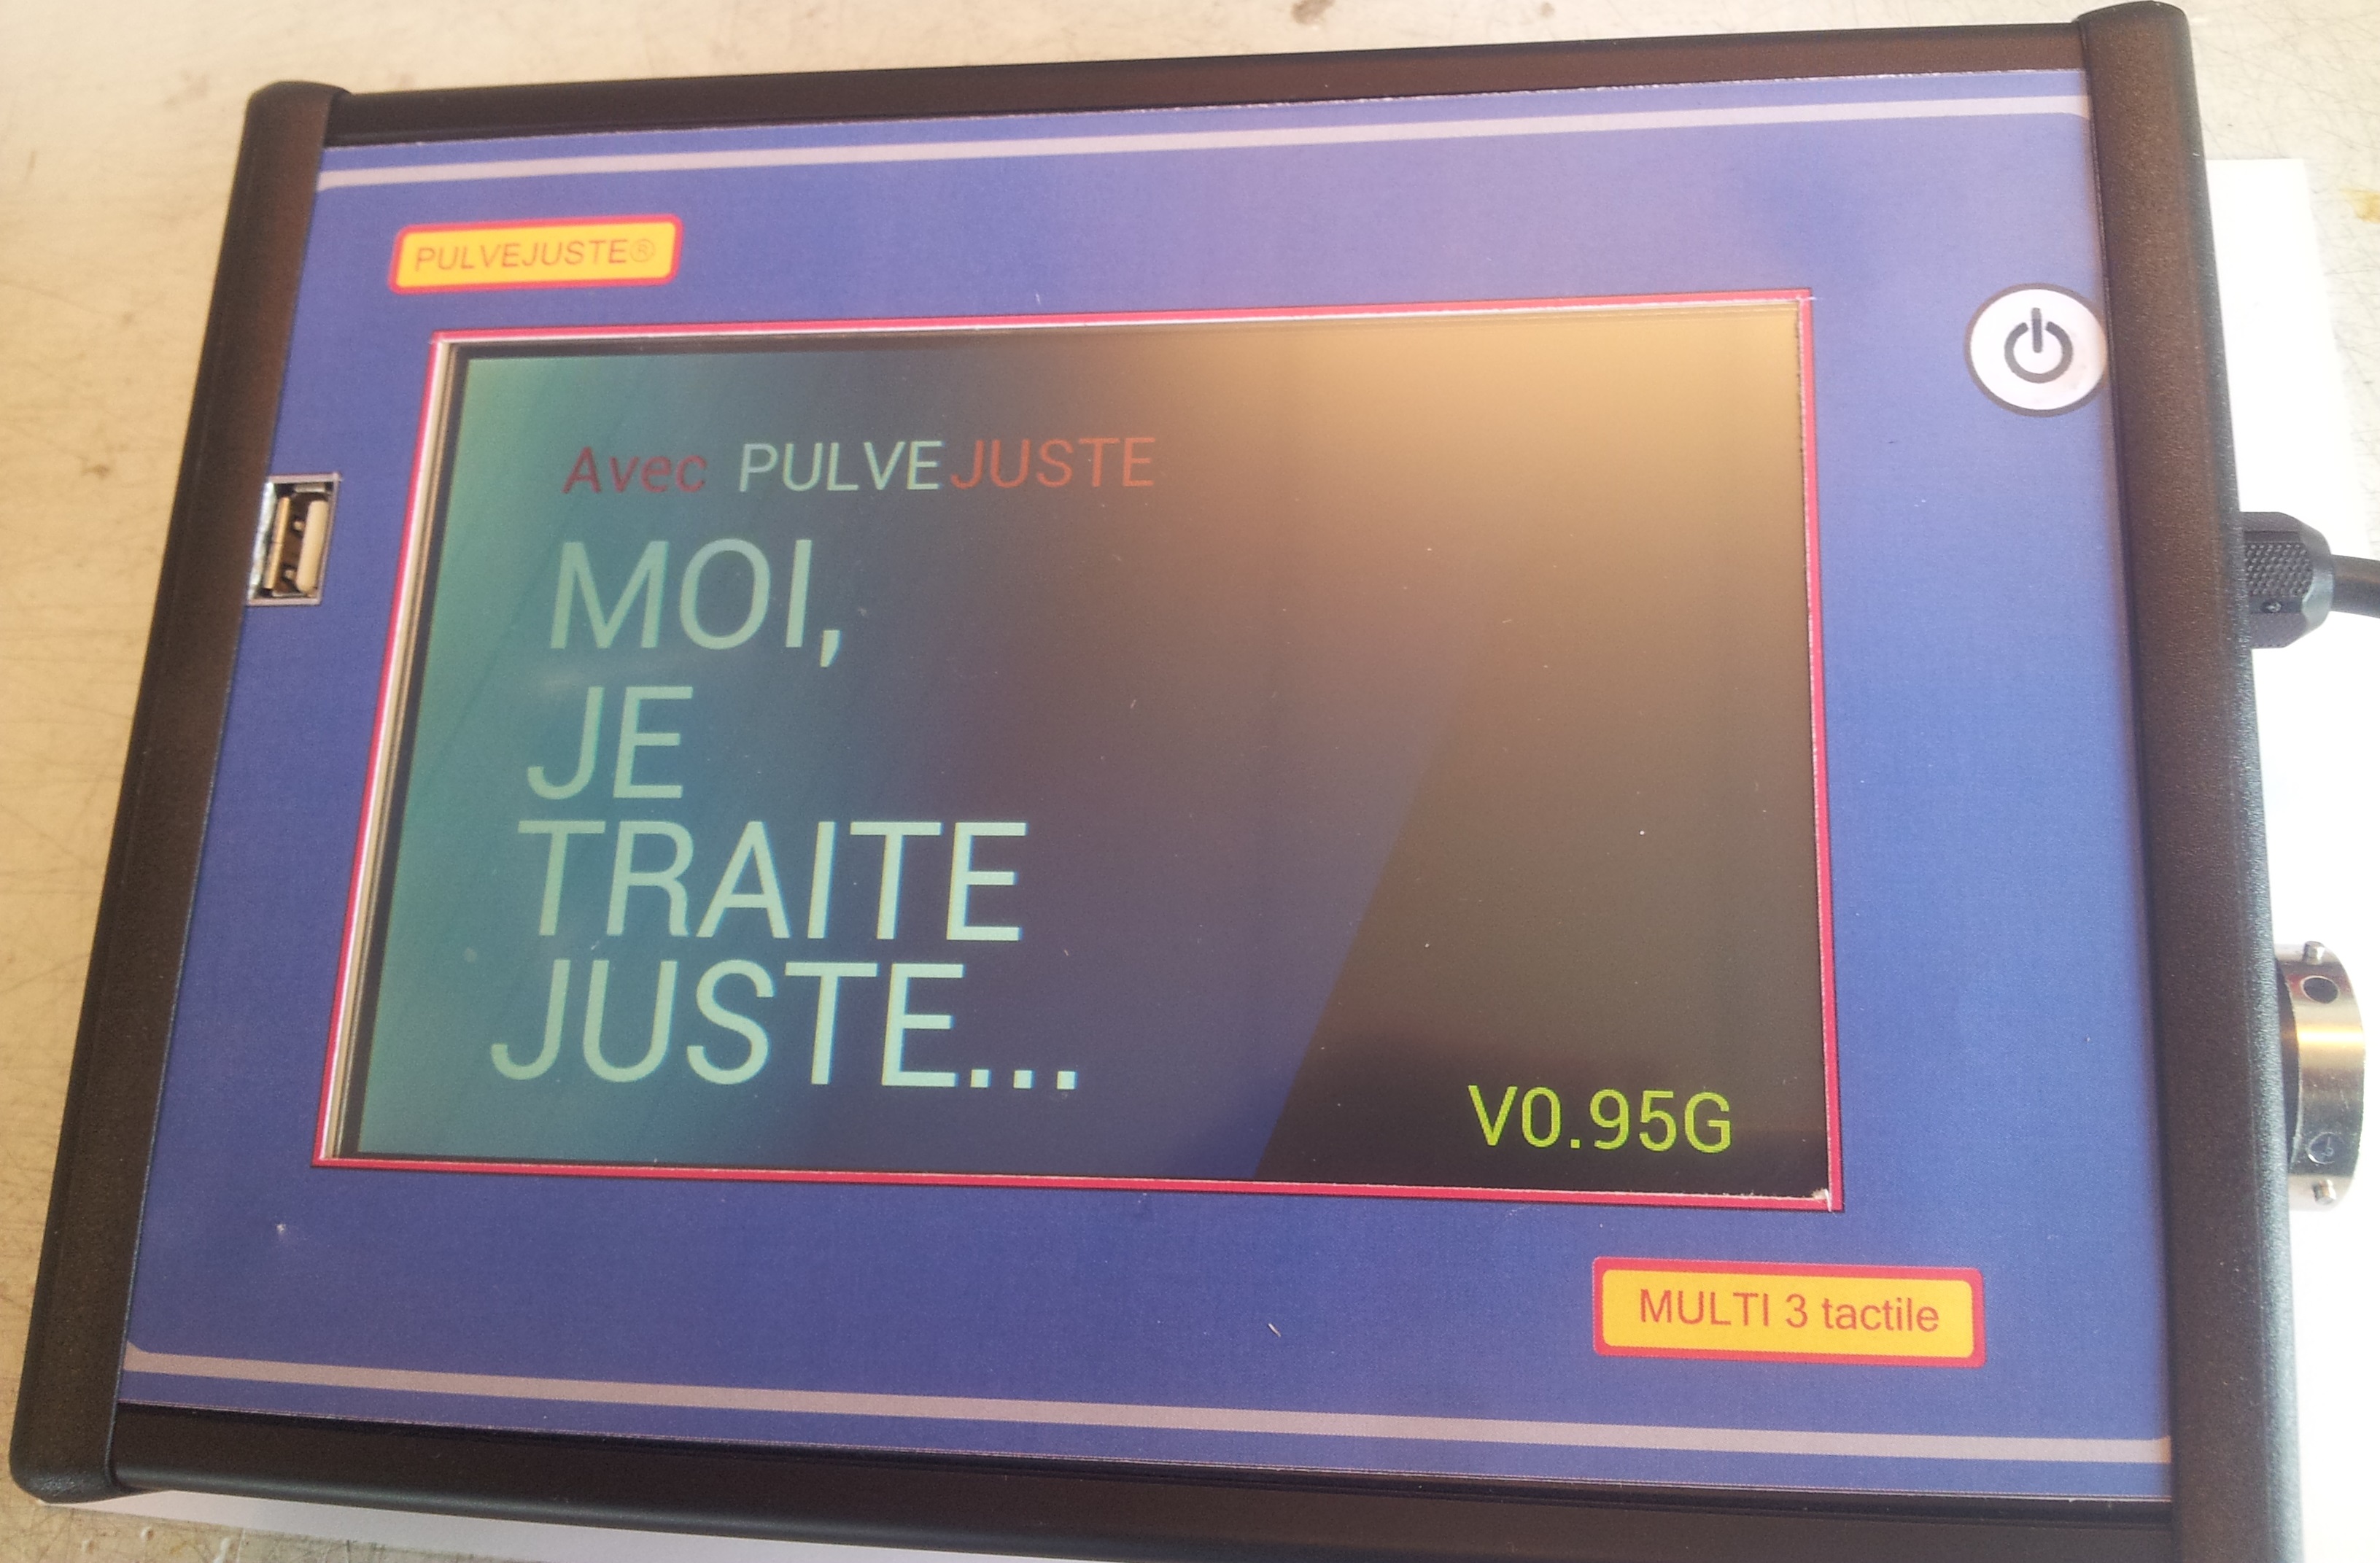 PULVEJUSTE®
Avec PULVEJUSTE
MOI,
JE
TRAITE
JUSTE...
V0.95G
MULTI 3 tactile